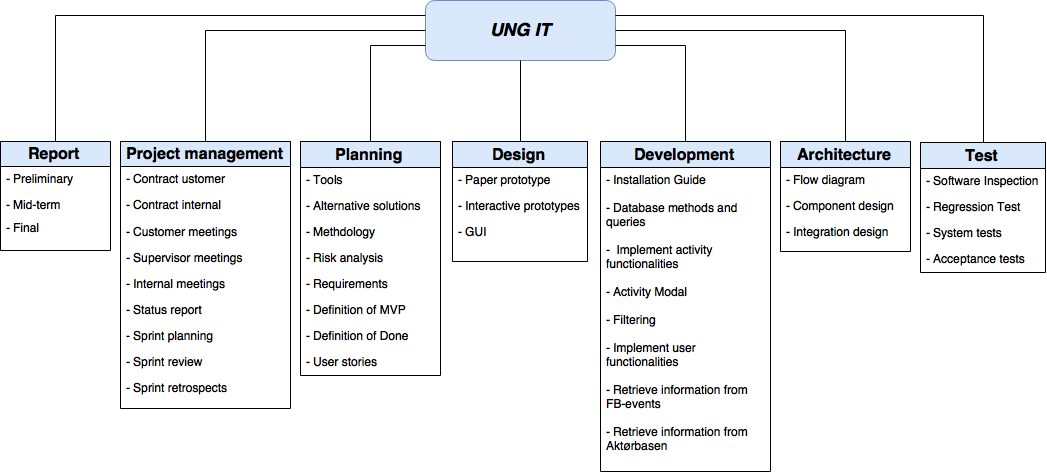 UNG IT
Report
- Preliminary
- Mid-term
- Final
Project management
- Contract ustomer
- Contract internal
- Customer meetings
- Supervisor meetings
- Internal meetings
- Status report
- Sprint planning
- Sprint review
- Sprint retrospects
Planning
- Tools
- Alternative solutions
- Methdology
- Risk analysis
- Requirements
- Definition of MVP
- Definition of Done
- User stories
Design
- Paper prototype
- Interactive prototypes
- GUI
Development
- Installation Guide
- Database methods and
queries
- Implement activity
functionalities
- Activity Modal
- Filtering
- Implement user
functionalities
- Retrieve information from
FB-events
- Retrieve information from
Aktørbasen
Architecture
- Flow diagram
- Component design
- Integration design
Test
- Software Inspection
- Regression Test
- System tests
- Acceptance tests